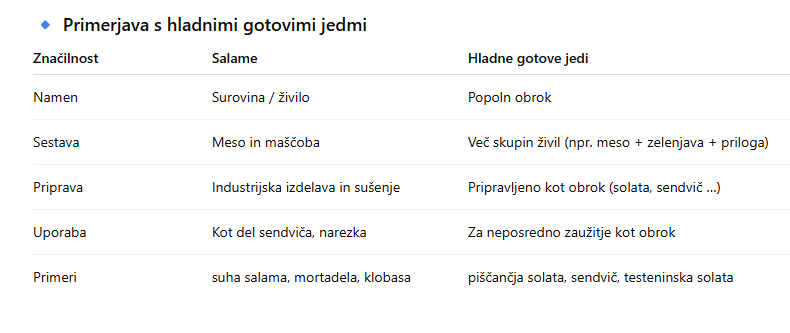 Primerjava s hladnimi gotovimi jedmi
Značilnost Salame Hladne gotove jedi
Namen Surovina / živilo Popoln obrok
Sestava Meso in maščoba Več skupin živil (npr. meso + zelenjava + priloga)
Priprava Industrijska izdelava in sušenje Pripravljeno kot obrok (solata, sendvič ...)
Uporaba Kot del sendviča, narezka Za neposredno zaužitje kot obrok
Primeri suha salama, mortadela, klobasa piščančja solata, sendvič, testeninska solata